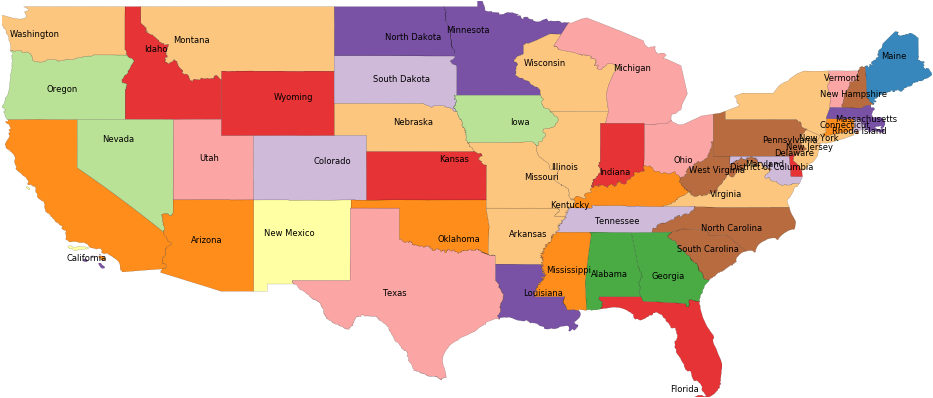 Washington
Montana
Idaho
North Dakota
Minnesota
Wisconsin
Michigan
Maine
Vermont
New Hampshire
Oregon
Wyoming
South Dakota
Nebraska
Iowa
Massachusetts
Connecticut
Rhode Island
New York
Pennsylvania
New Jersey
Delaware
Nevada
Utah
Colorado
Kansas
Missouri
Illinois
Indiana
Ohio
West Virginia
Maryland
District of Columbia
Virginia
Kentucky
California
Arizona
New Mexico
Oklahoma
Arkansas
Tennessee
North Carolina
South Carolina
Texas
Louisiana
Mississippi
Alabama
Georgia
Florida